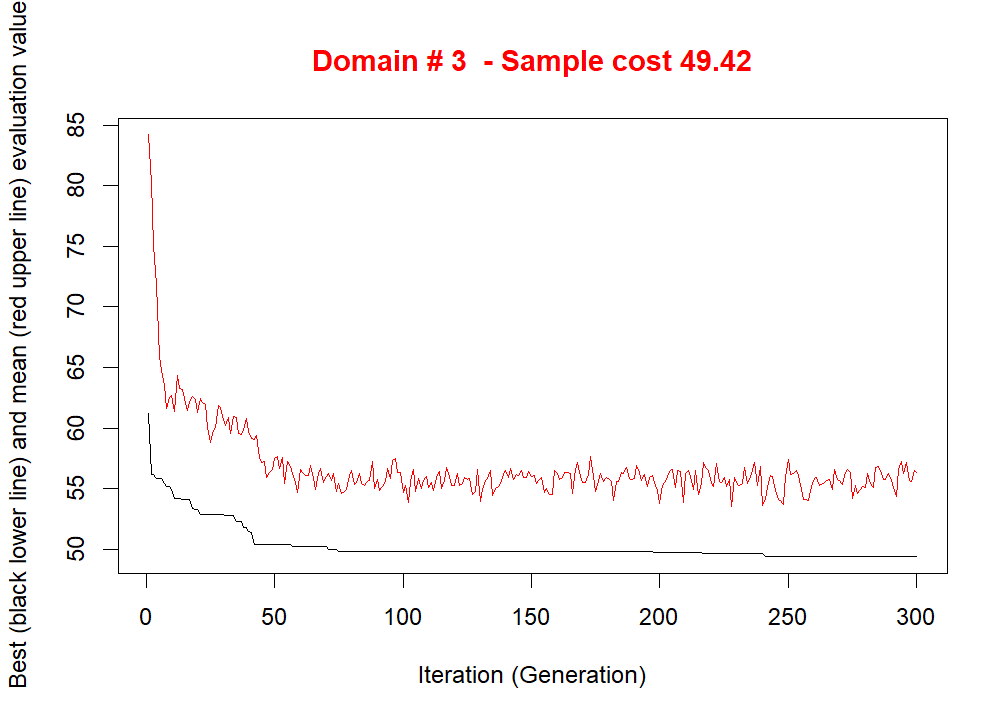 Domain # 3  - Sample cost 49.42
Best (black lower line) and mean (red upper line) evaluation value
85
80
75
70
65
60
55
50
0 50 100 150 200 250 300
Iteration (Generation)